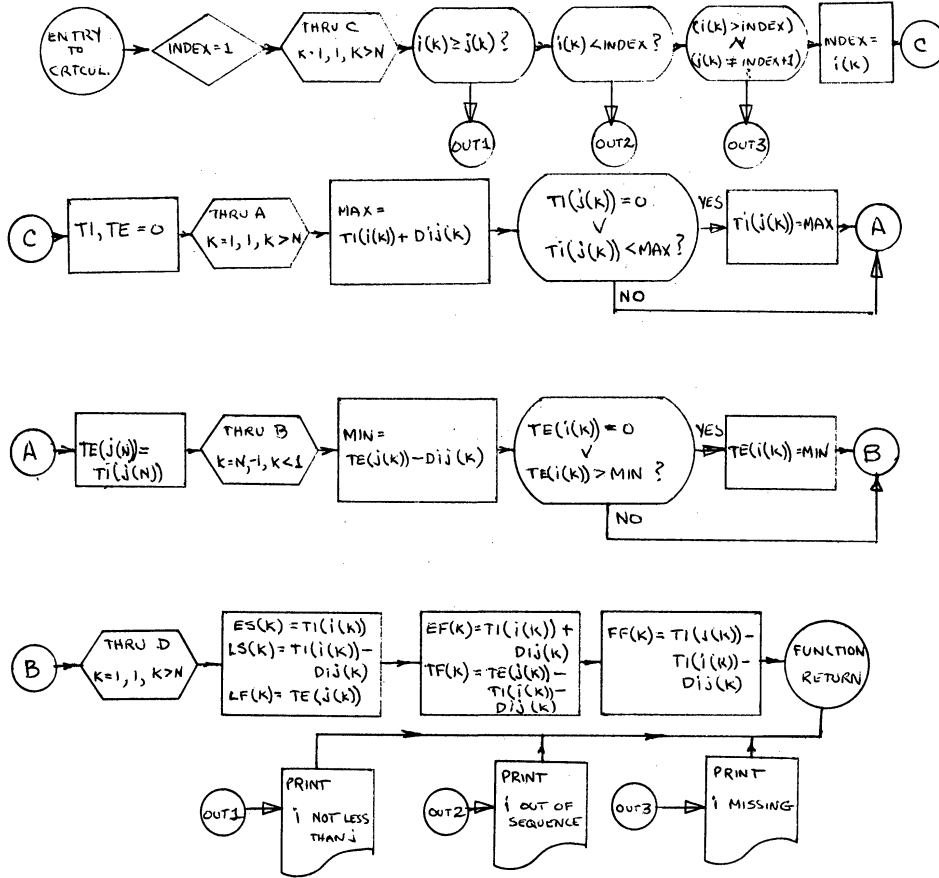 ENTRY
TO
CRTCUL.
INDEX=1
THRU C
K=1, 1, K>N
i(K) ≥ j(K) ?
i(K) < INDEX ?
(i(K) > INDEX)
∧
(j(K) ≠ INDEX+1)
?
INDEX=
i(K)
C
OUT1
OUT2
OUT3
C
TI, TE = 0
THRU A
K=1, 1, K>N
MAX=
TI(i(K)) + Dij(K)
TI(j(K)) = 0
∨
Ti(j(K)) < MAX ?
YES
Ti(j(K)) = MAX
A
NO
A
TE(j(N))=
Ti(j(N))
THRU B
K=N,-1, K<1
MIN=
TE(j(K)) - Dij(K)
TE(i(K)) = 0
∨
TE(i(K)) > MIN ?
YES
TE(i(K)) = MIN
B
NO
B
THRU D
K=1, 1, K>N
ES(K) = TI(i(K))
LS(K) = TI(i(K)) -
Dij(K)
LF(K) = TE(j(K))
EF(K) = TI(i(K)) +
Dij(K)
TF(K) = TE(j(K)) -
TI(i(K)) -
Dij(K)
FF(K) = TI(j(K)) -
TI(i(K)) -
Dij(K)
FUNCTION
RETURN
OUT1
PRINT
i NOT LESS
THAN j
OUT2
PRINT
i OUT OF
SEQUENCE
OUT3
PRINT
i MISSING